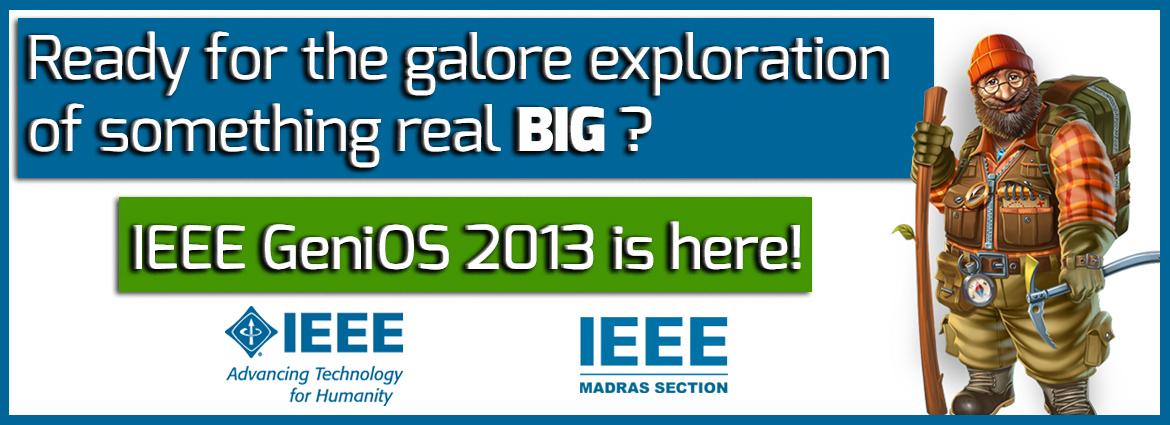 Ready for the galore exploration
of something real BIG ?
IEEE GeniOS 2013 is here!
IEEE
Advancing Technology
for Humanity
IEEE
MADRAS SECTION